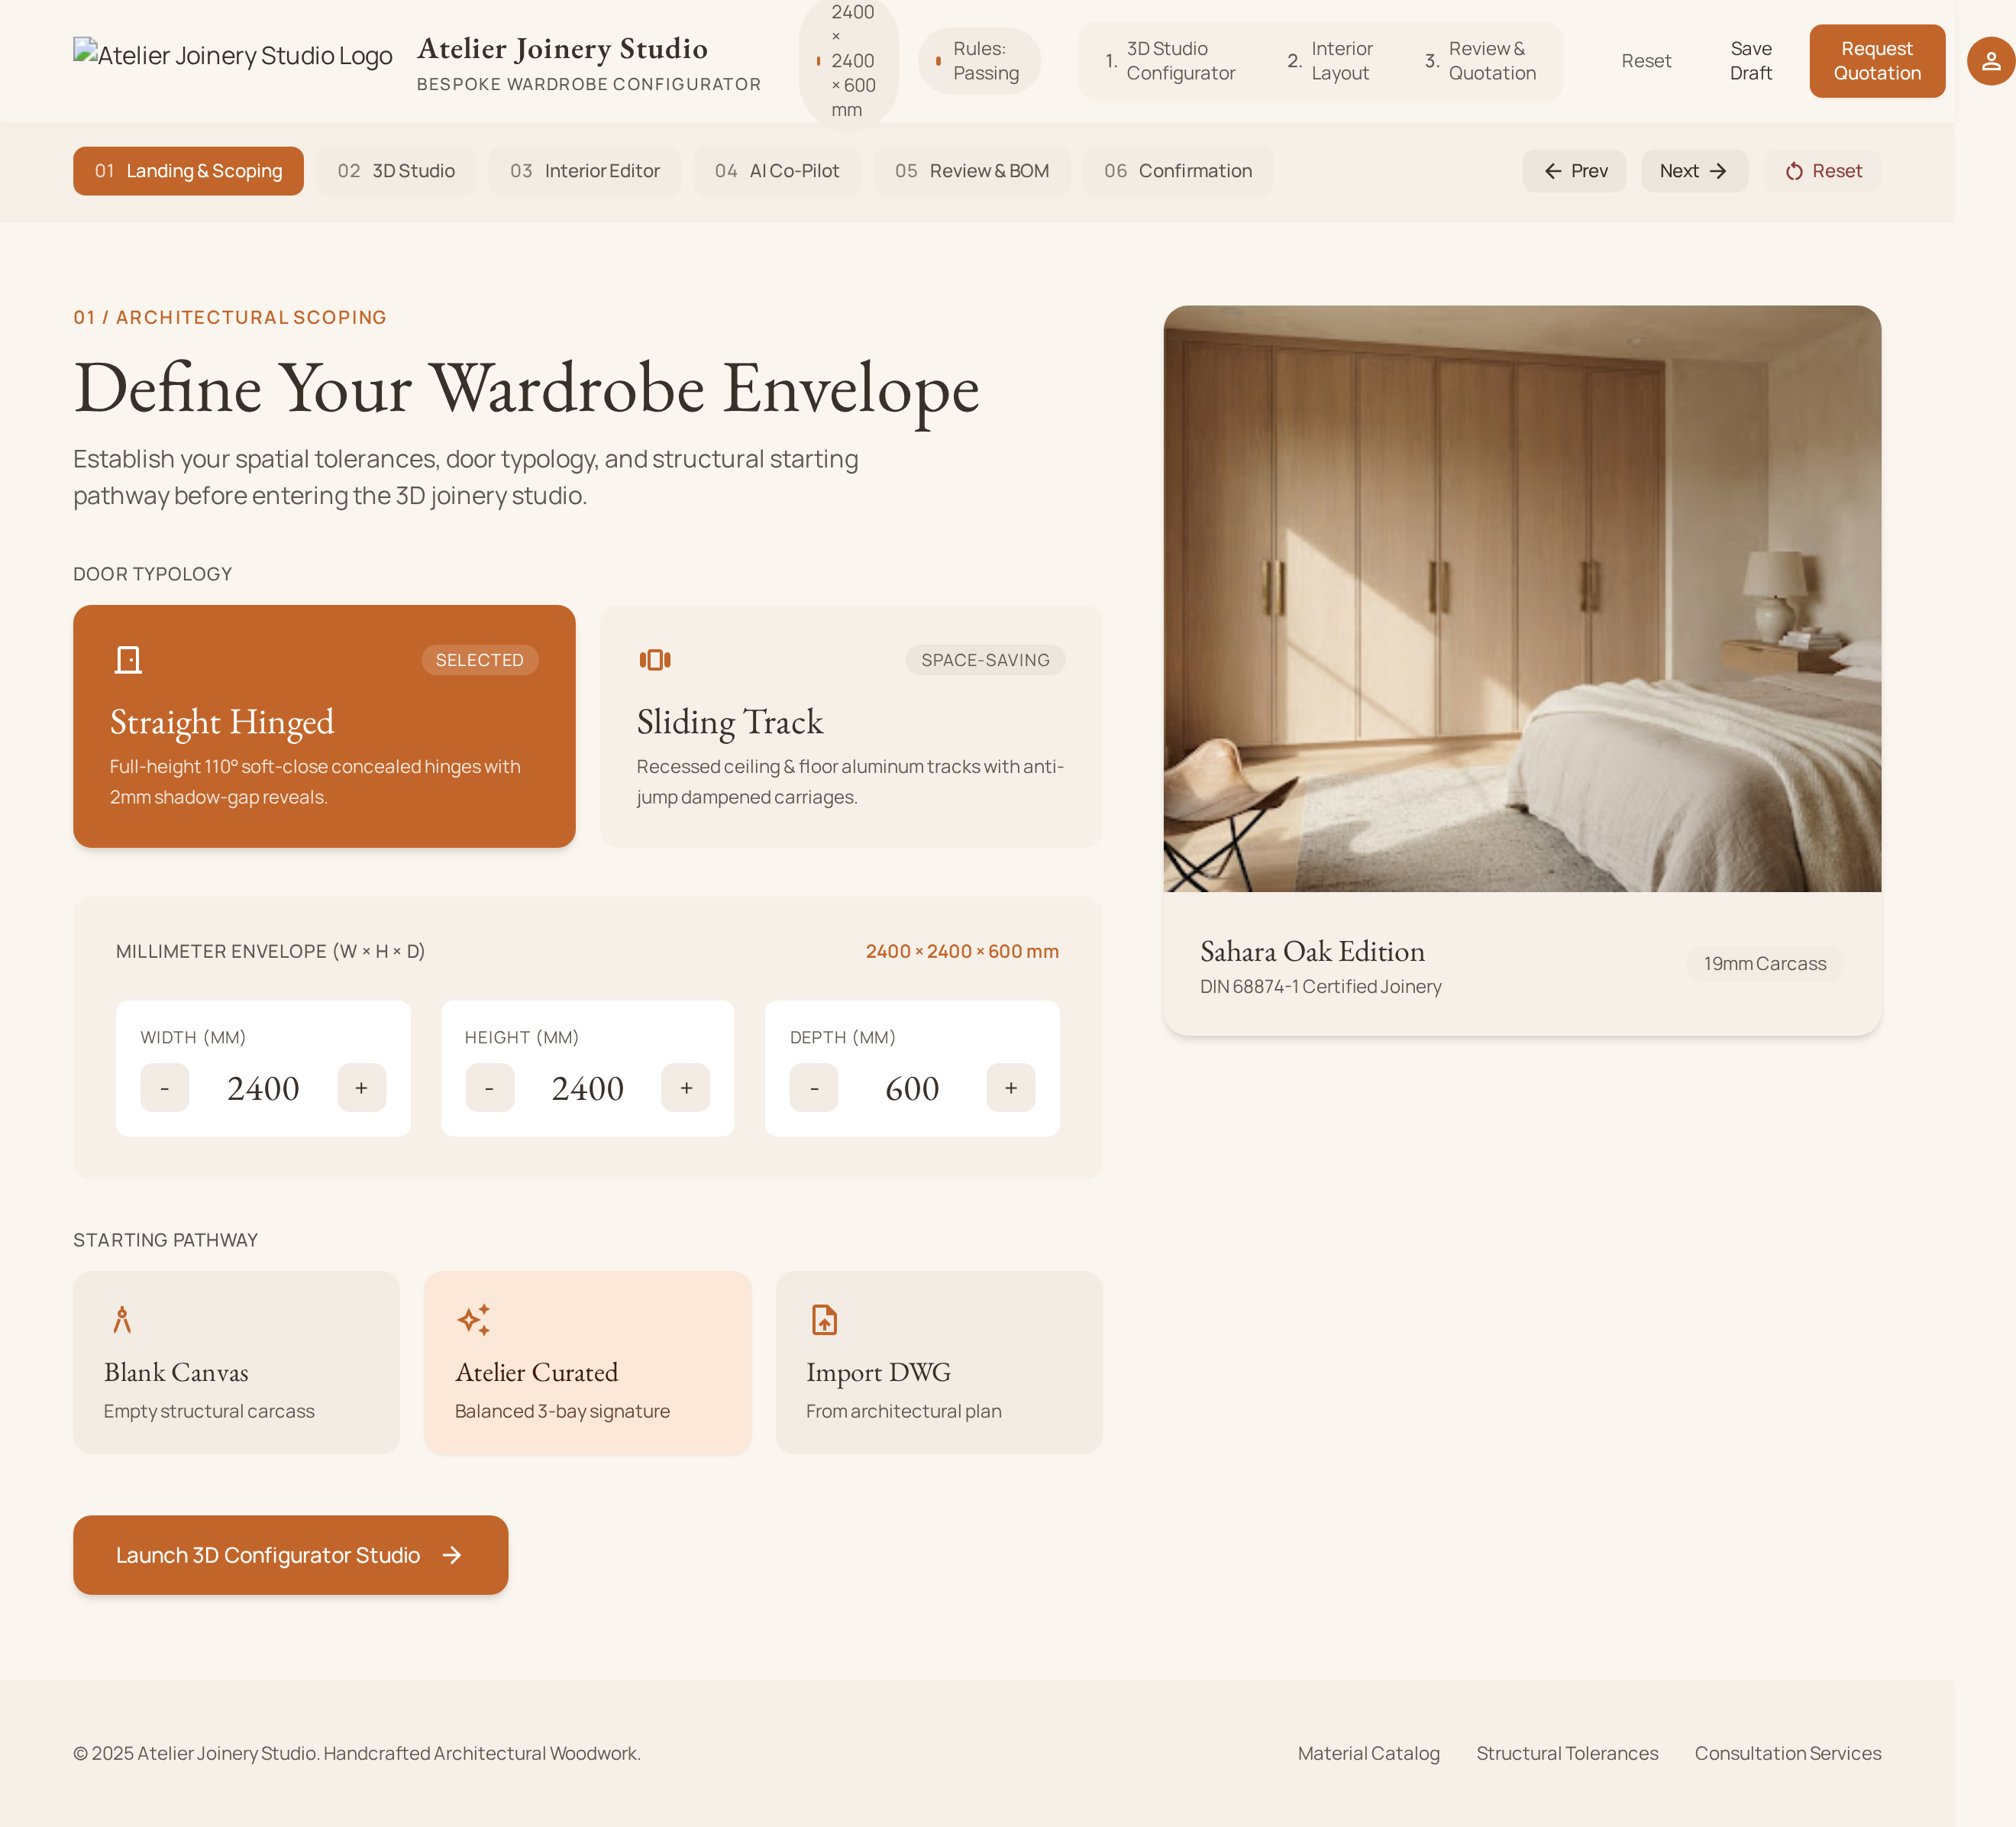 Atelier Joinery Studio Logo
Atelier Joinery Studio
BESPOKE WARDROBE CONFIGURATOR
2400
×
2400
× 600
mm
Rules:
Passing
1. 3D Studio
Configurator
2. Interior
Layout
3. Review &
Quotation
Reset
Save
Draft
Request
Quotation
01 Landing & Scoping
02 3D Studio
03 Interior Editor
04 AI Co-Pilot
05 Review & BOM
06 Confirmation
Prev
Next
Reset
01 / ARCHITECTURAL SCOPING
Define Your Wardrobe Envelope
Establish your spatial tolerances, door typology, and structural starting
pathway before entering the 3D joinery studio.
DOOR TYPOLOGY
SELECTED
Straight Hinged
Full-height 110° soft-close concealed hinges with
2mm shadow-gap reveals.
SPACE-SAVING
Sliding Track
Recessed ceiling & floor aluminum tracks with anti-
jump dampened carriages.
MILLIMETER ENVELOPE (W × H × D)
2400 × 2400 × 600 mm
WIDTH (MM)
- 2400 +
HEIGHT (MM)
- 2400 +
DEPTH (MM)
- 600 +
STARTING PATHWAY
Blank Canvas
Empty structural carcass
Atelier Curated
Balanced 3-bay signature
Import DWG
From architectural plan
Launch 3D Configurator Studio
Sahara Oak Edition
DIN 68874-1 Certified Joinery
19mm Carcass
© 2025 Atelier Joinery Studio. Handcrafted Architectural Woodwork.
Material Catalog
Structural Tolerances
Consultation Services